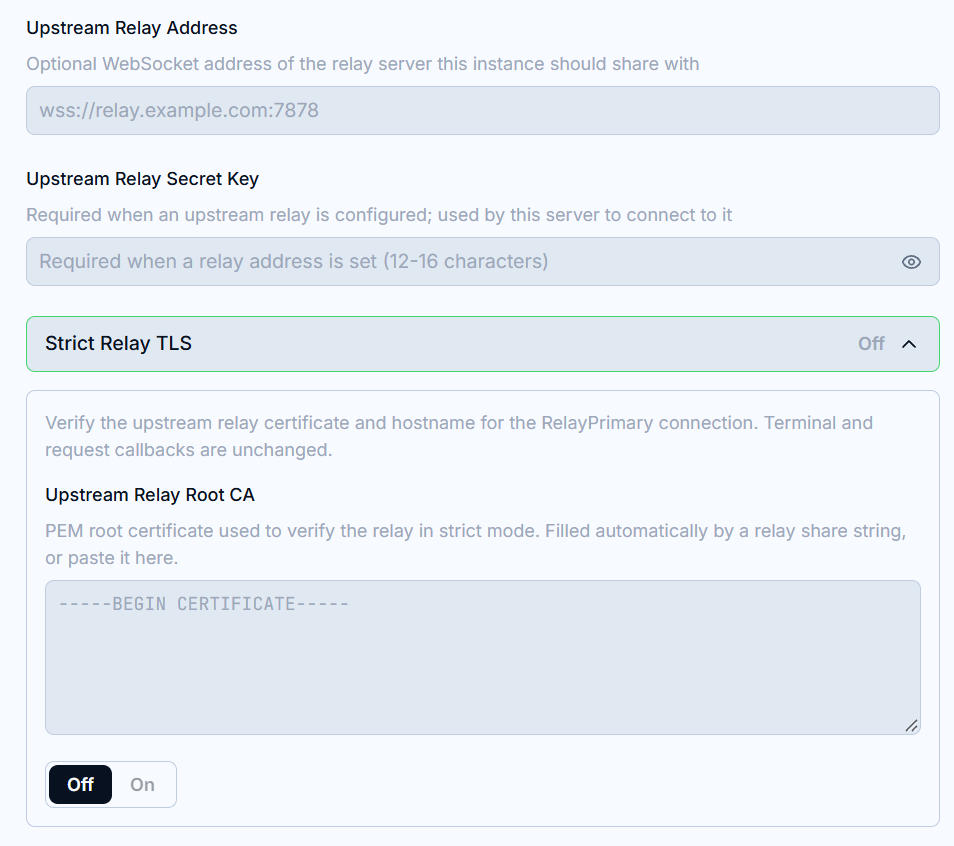 Upstream Relay Address
Optional WebSocket address of the relay server this instance should share with
wss://relay.example.com:7878
Upstream Relay Secret Key
Required when an upstream relay is configured; used by this server to connect to it
Required when a relay address is set (12-16 characters)
Strict Relay TLS Off
Verify the upstream relay certificate and hostname for the RelayPrimary connection. Terminal and
request callbacks are unchanged.
Upstream Relay Root CA
PEM root certificate used to verify the relay in strict mode. Filled automatically by a relay share string,
or paste it here.
-----BEGIN CERTIFICATE-----
Off On